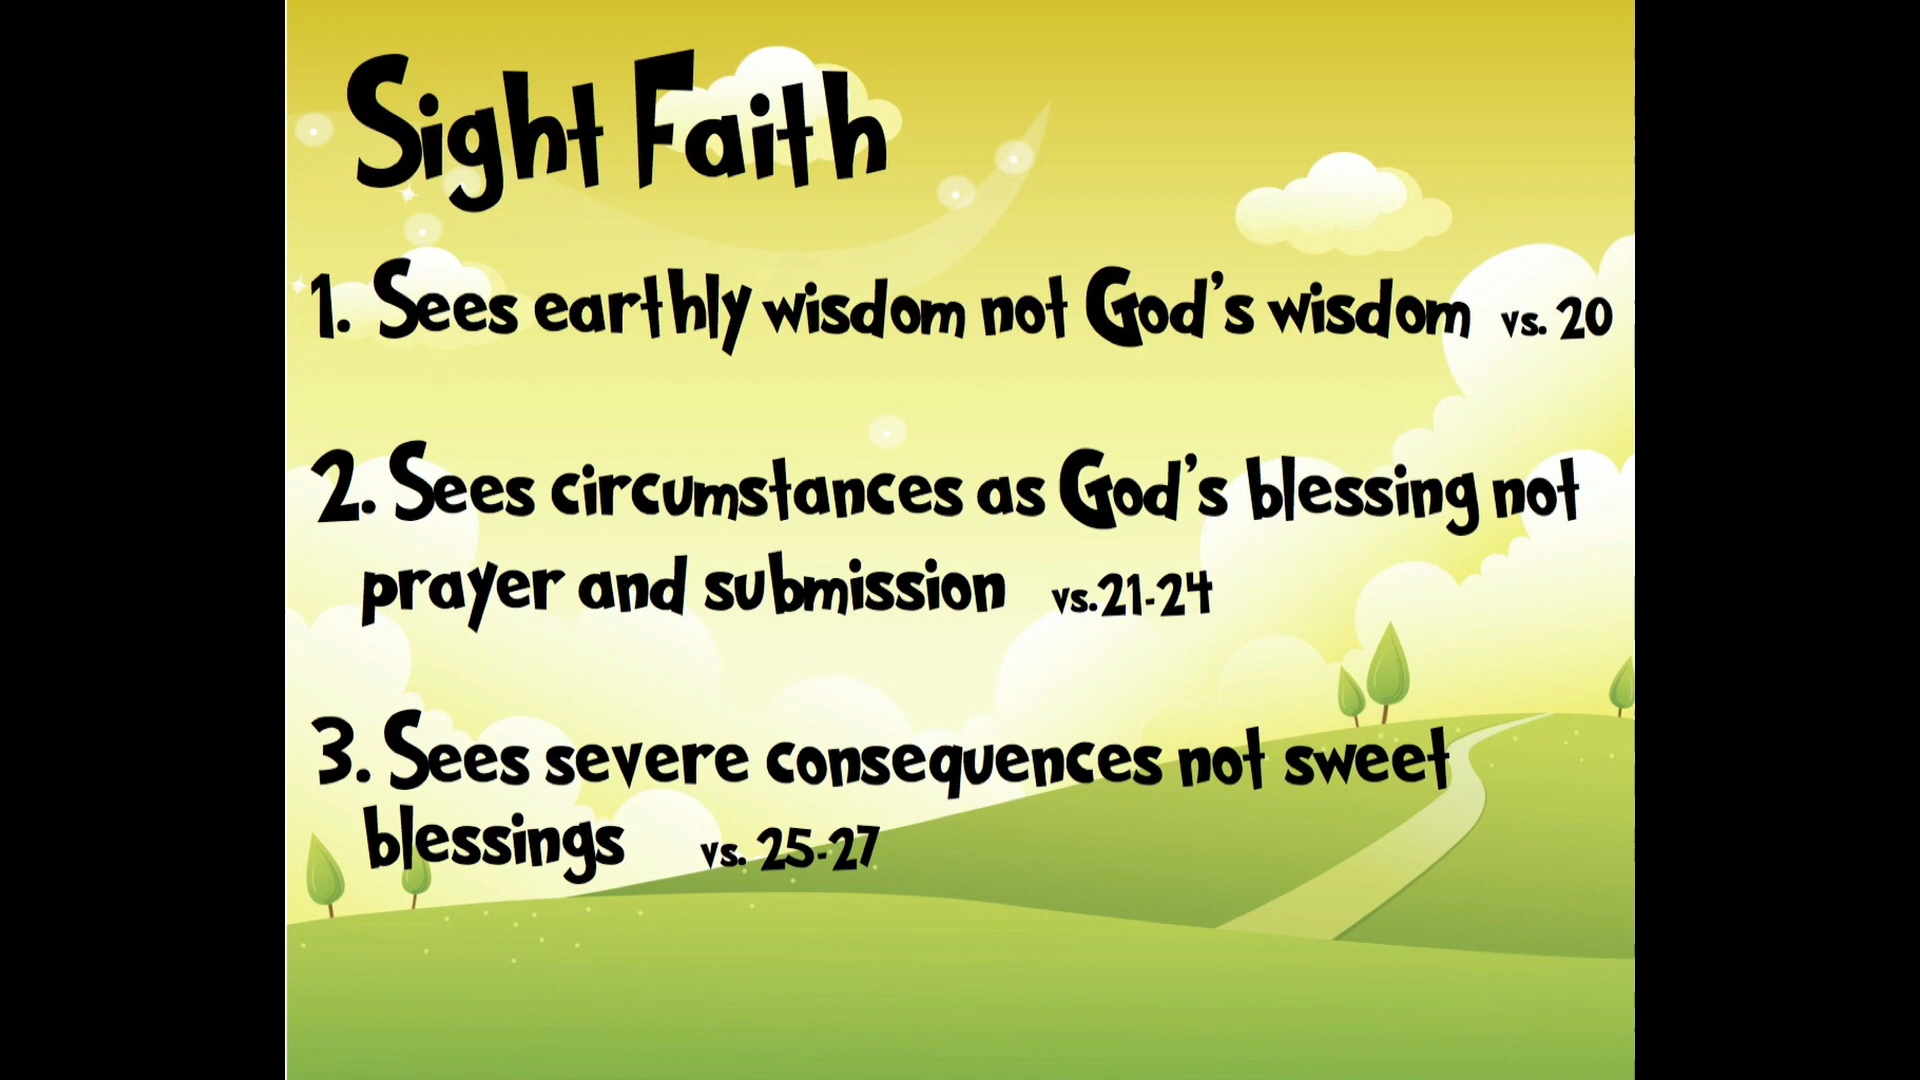 Sight Faith
1. Sees earthly wisdom not God's wisdom vs. 20
2. Sees circumstances as God's blessing not
prayer and submission vs.21-24
3. Sees severe consequences not sweet
blessings vs. 25-27